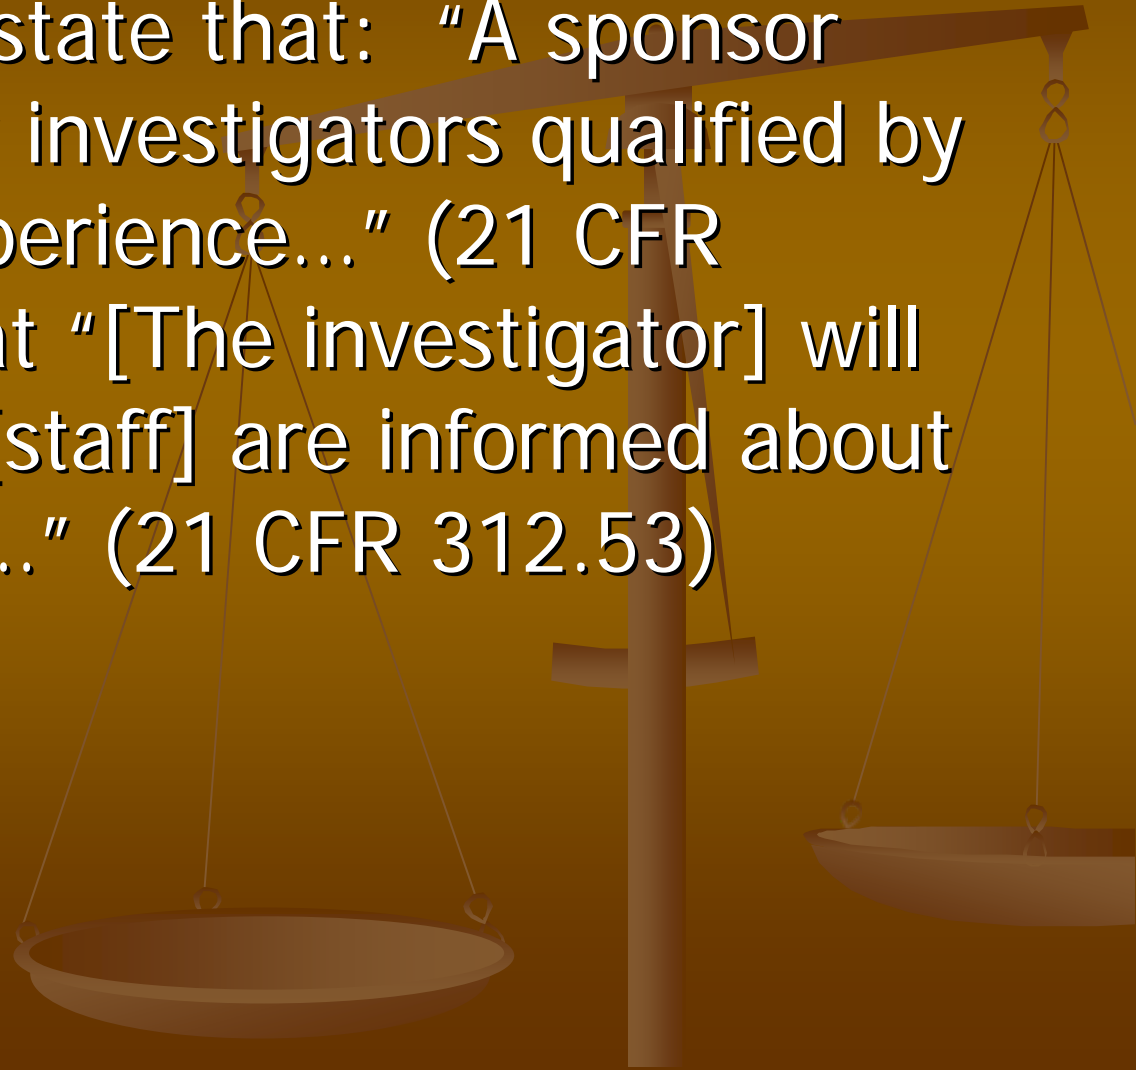 state that: “A sponsor
investigators qualified by
perience...” (21 CFR
at “[The investigator] will
[staff] are informed about
..” (21 CFR 312.53)